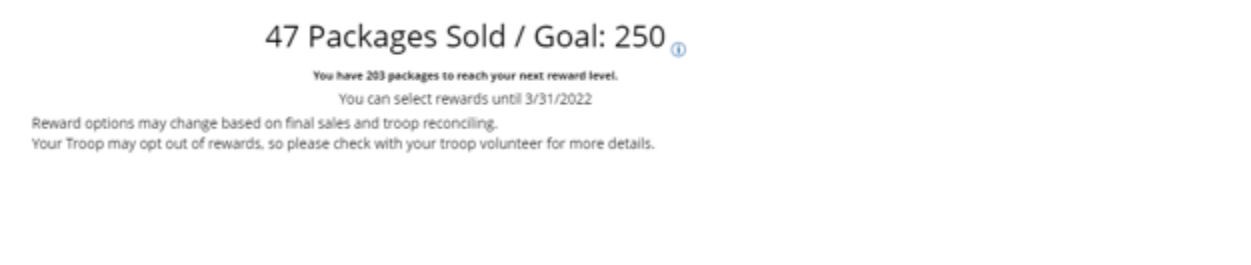 47 Packages Sold / Goal: 250
You have 203 packages to reach your next reward level.
You can select rewards until 3/31/2022
Reward options may change based on final sales and troop reconciling.
Your Troop may opt out of rewards, so please check with your troop volunteer for more details.